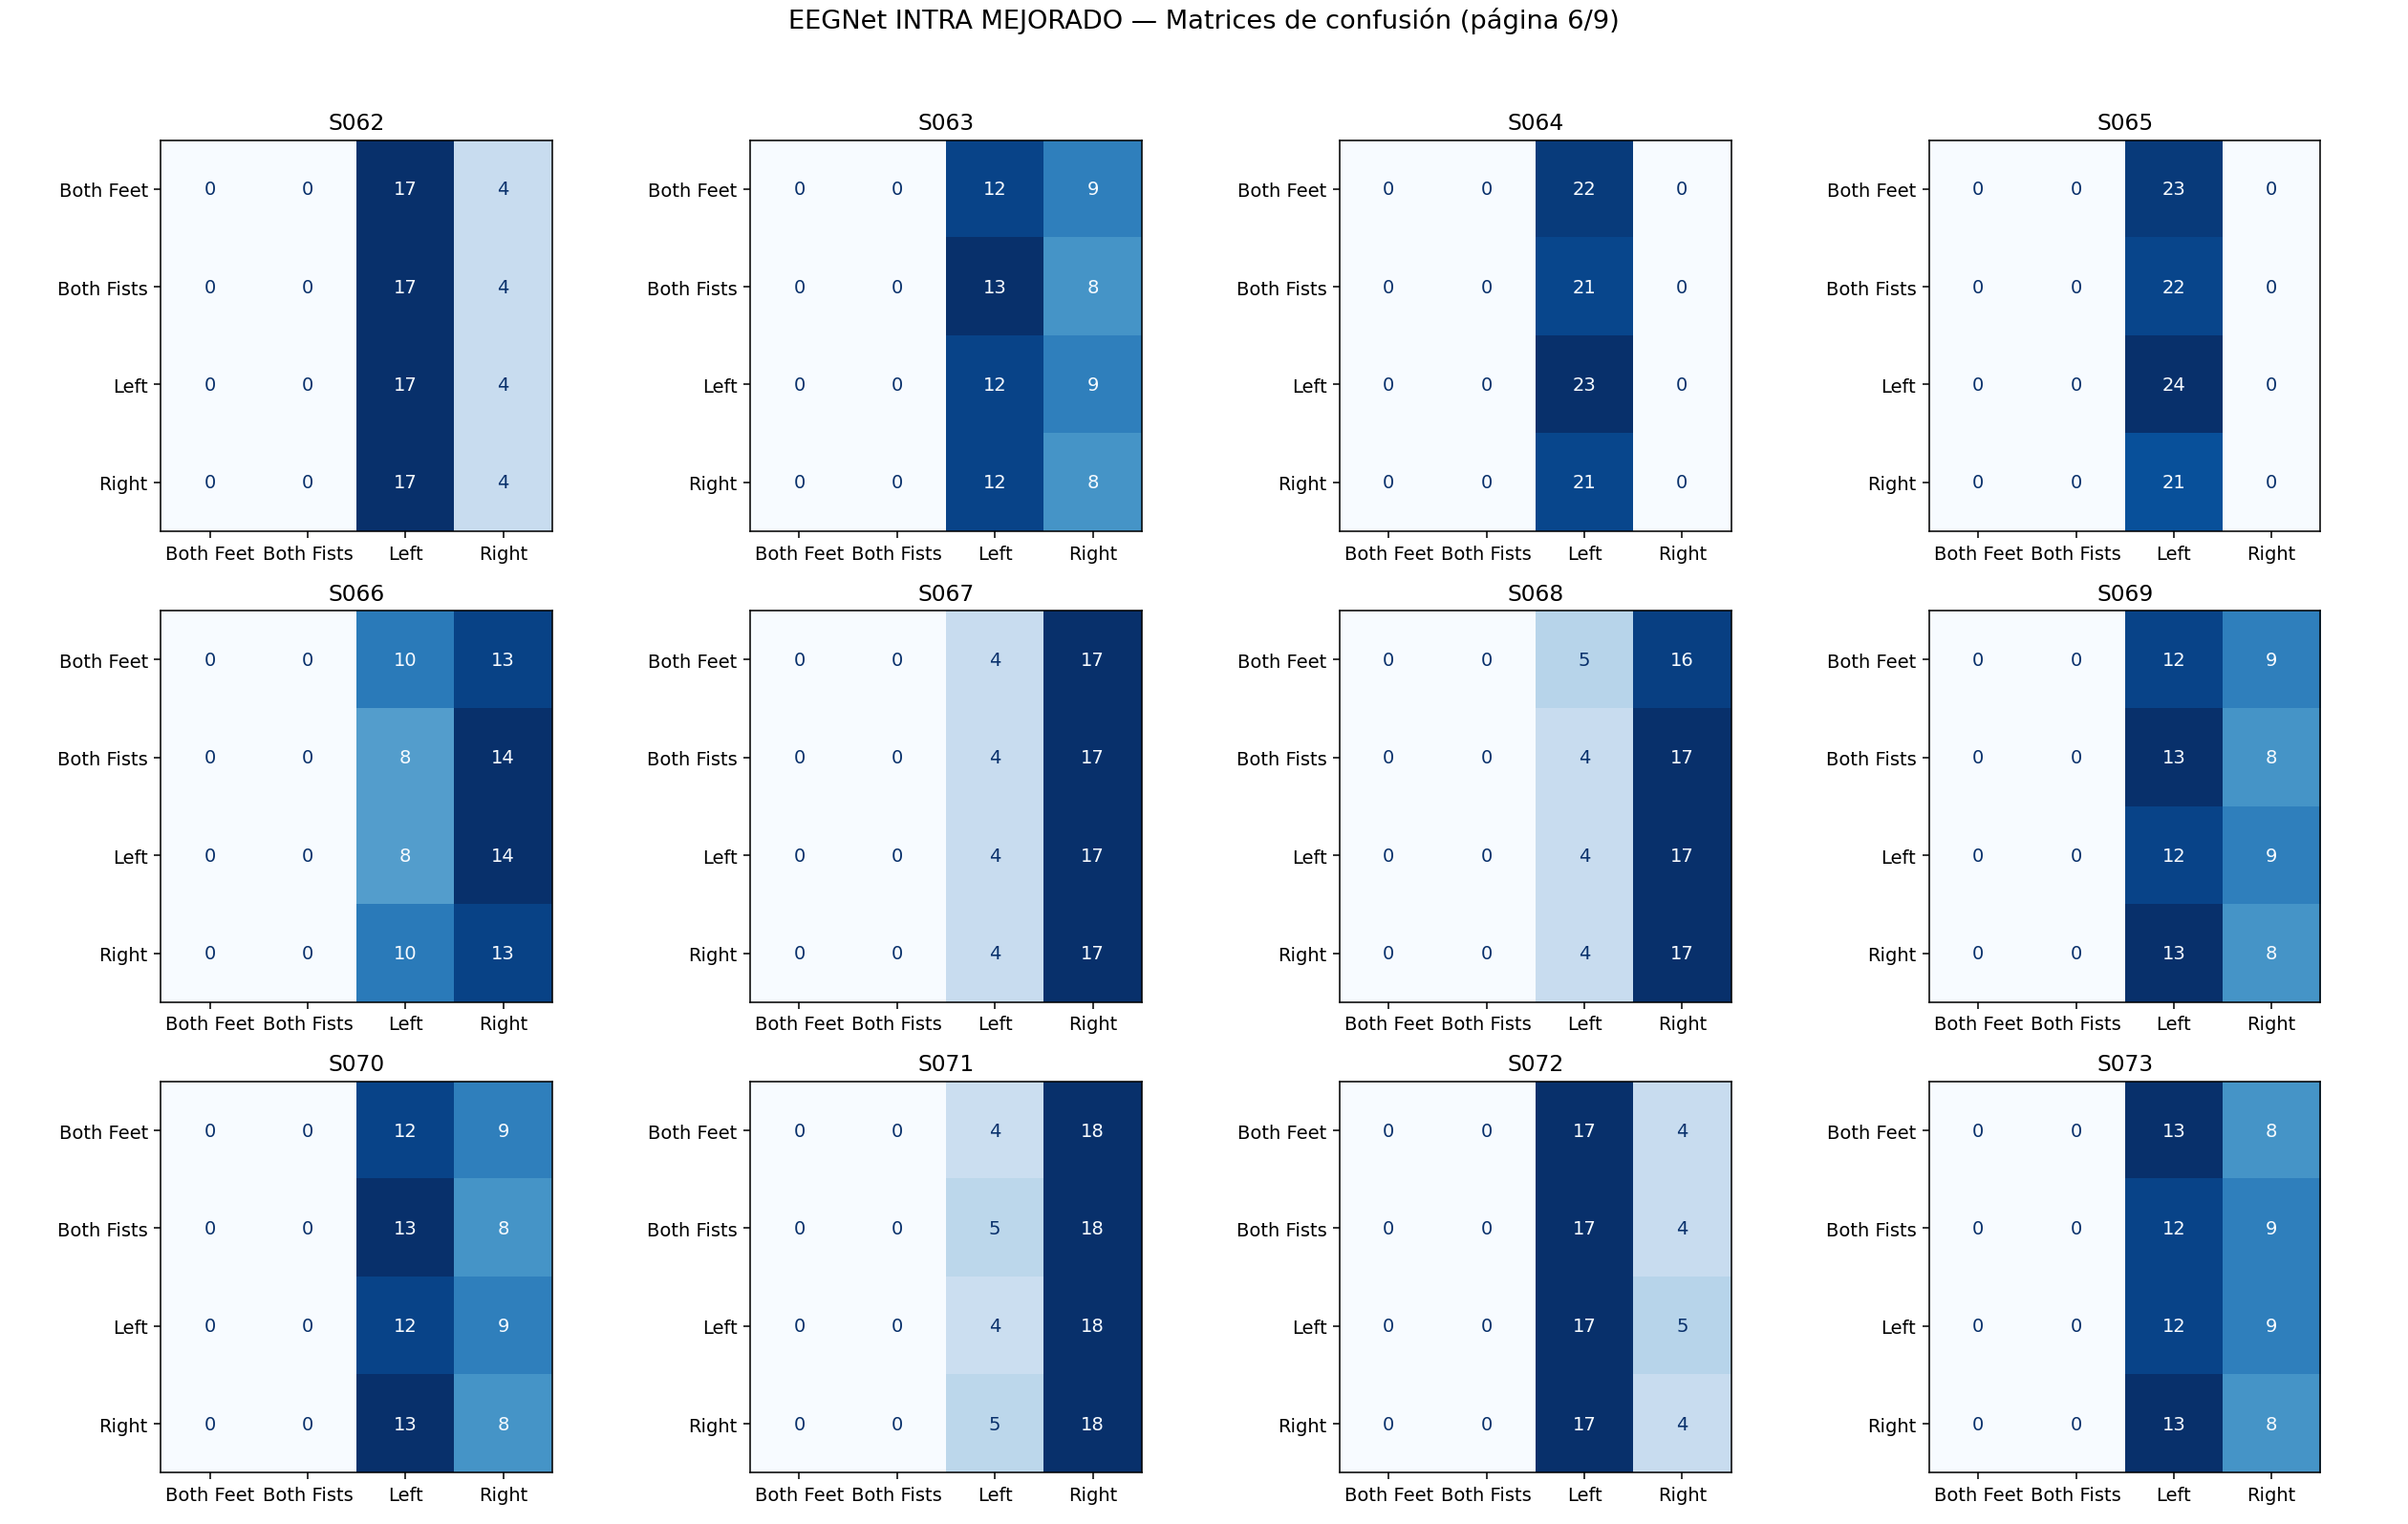 EEGNet INTRA MEJORADO — Matrices de confusión (página 6/9)
S062 S063 S064 S065
Both Feet 0 0 17 4 Both Feet 0 0 12 9 Both Feet 0 0 22 0 Both Feet 0 0 23 0
Both Fists 0 0 17 4 Both Fists 0 0 13 8 Both Fists 0 0 21 0 Both Fists 0 0 22 0
Left 0 0 17 4 Left 0 0 12 9 Left 0 0 23 0 Left 0 0 24 0
Right 0 0 17 4 Right 0 0 12 8 Right 0 0 21 0 Right 0 0 21 0
Both Feet Both Fists Left Right Both Feet Both Fists Left Right Both Feet Both Fists Left Right Both Feet Both Fists Left Right
S066 S067 S068 S069
Both Feet 0 0 10 13 Both Feet 0 0 4 17 Both Feet 0 0 5 16 Both Feet 0 0 12 9
Both Fists 0 0 8 14 Both Fists 0 0 4 17 Both Fists 0 0 4 17 Both Fists 0 0 13 8
Left 0 0 8 14 Left 0 0 4 17 Left 0 0 4 17 Left 0 0 12 9
Right 0 0 10 13 Right 0 0 4 17 Right 0 0 4 17 Right 0 0 13 8
Both Feet Both Fists Left Right Both Feet Both Fists Left Right Both Feet Both Fists Left Right Both Feet Both Fists Left Right
S070 S071 S072 S073
Both Feet 0 0 12 9 Both Feet 0 0 4 18 Both Feet 0 0 17 4 Both Feet 0 0 13 8
Both Fists 0 0 13 8 Both Fists 0 0 5 18 Both Fists 0 0 17 4 Both Fists 0 0 12 9
Left 0 0 12 9 Left 0 0 4 18 Left 0 0 17 5 Left 0 0 12 9
Right 0 0 13 8 Right 0 0 5 18 Right 0 0 17 4 Right 0 0 13 8
Both Feet Both Fists Left Right Both Feet Both Fists Left Right Both Feet Both Fists Left Right Both Feet Both Fists Left Right